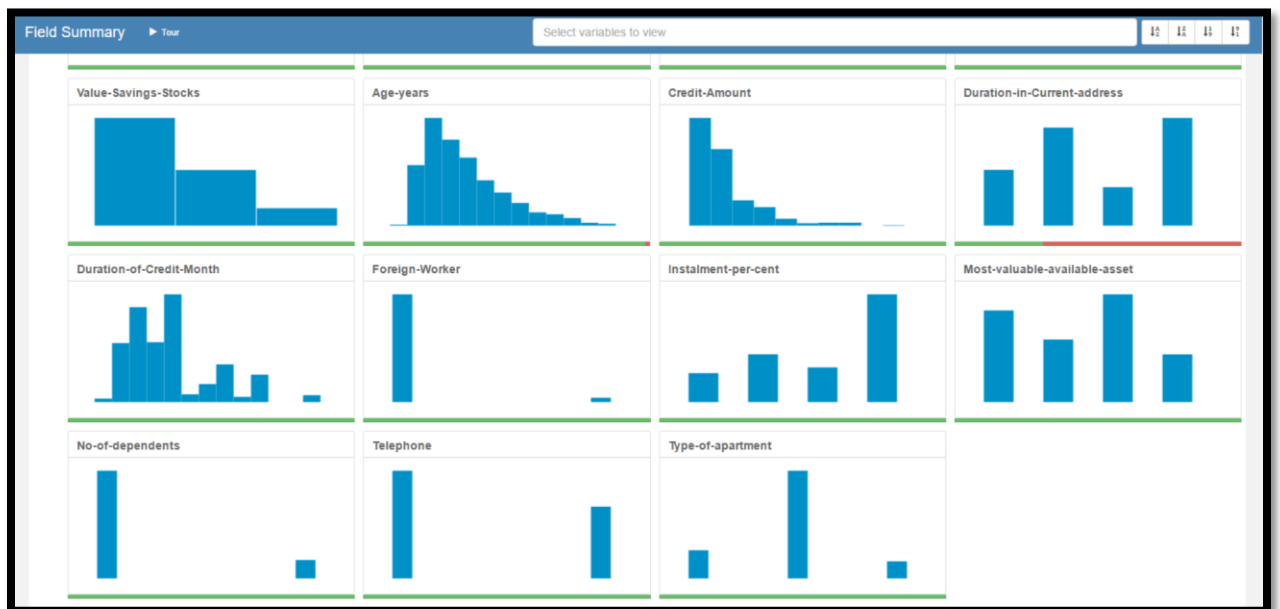 Field Summary Tour Select variables to view
Value-Savings-Stocks Age-years Credit-Amount Duration-in-Current-address
Duration-of-Credit-Month Foreign-Worker Instalment-per-cent Most-valuable-available-asset
No-of-dependents Telephone Type-of-apartment